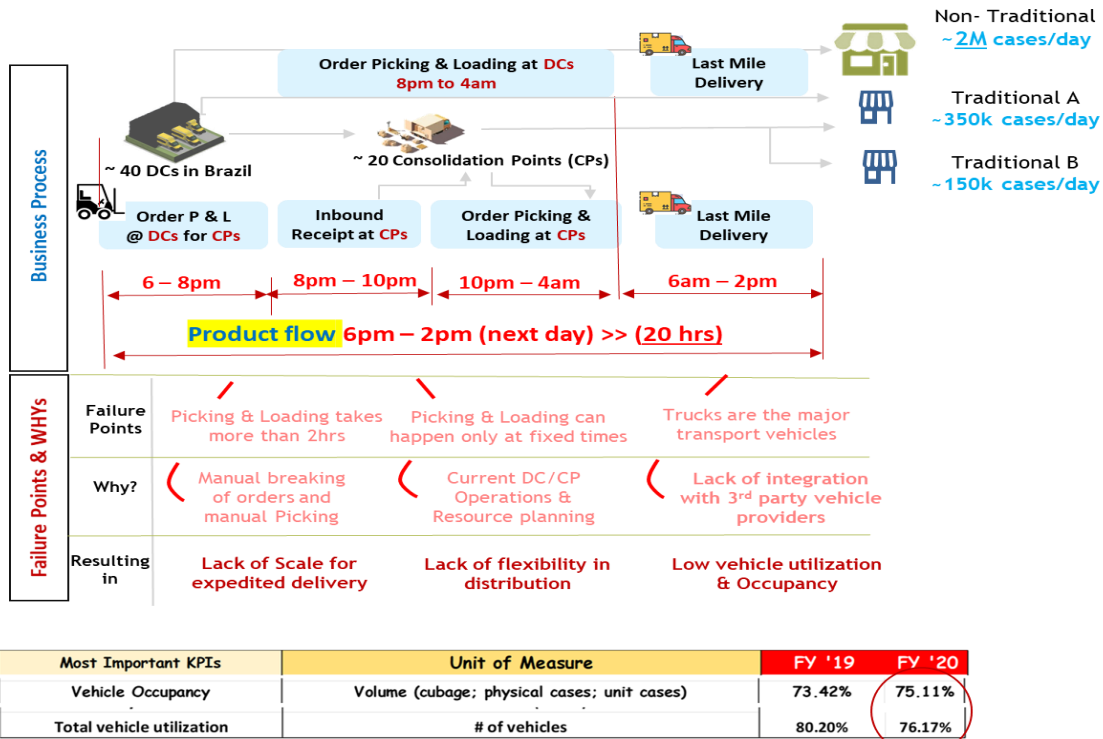 Non- Traditional
~2M cases/day
Order Picking & Loading at DCs
8pm to 4am
Last Mile
Delivery
Traditional A
~350k cases/day
~ 40 DCs in Brazil
~ 20 Consolidation Points (CPs)
Traditional B
~150k cases/day
Business Process
Order P & L
@ DCs for CPs
Inbound
Receipt at CPs
Order Picking &
Loading at CPs
Last Mile
Delivery
6 – 8pm
8pm – 10pm
10pm – 4am
6am – 2pm
Product flow 6pm – 2pm (next day) >> (20 hrs)
Failure Points & WHYs
Failure
Points
Picking & Loading takes
more than 2hrs
Picking & Loading can
happen only at fixed times
Trucks are the major
transport vehicles
Why?
Manual breaking
of orders and
manual Picking
Current DC/CP
Operations &
Resource planning
Lack of integration
with 3rd party vehicle
providers
Resulting
in
Lack of Scale for
expedited delivery
Lack of flexibility in
distribution
Low vehicle utilization
& Occupancy
Most Important KPIs
Unit of Measure
FY '19
FY '20
Vehicle Occupancy
Volume (cubage; physical cases; unit cases)
73.42%
75.11%
Total vehicle utilization
# of vehicles
80.20%
76.17%